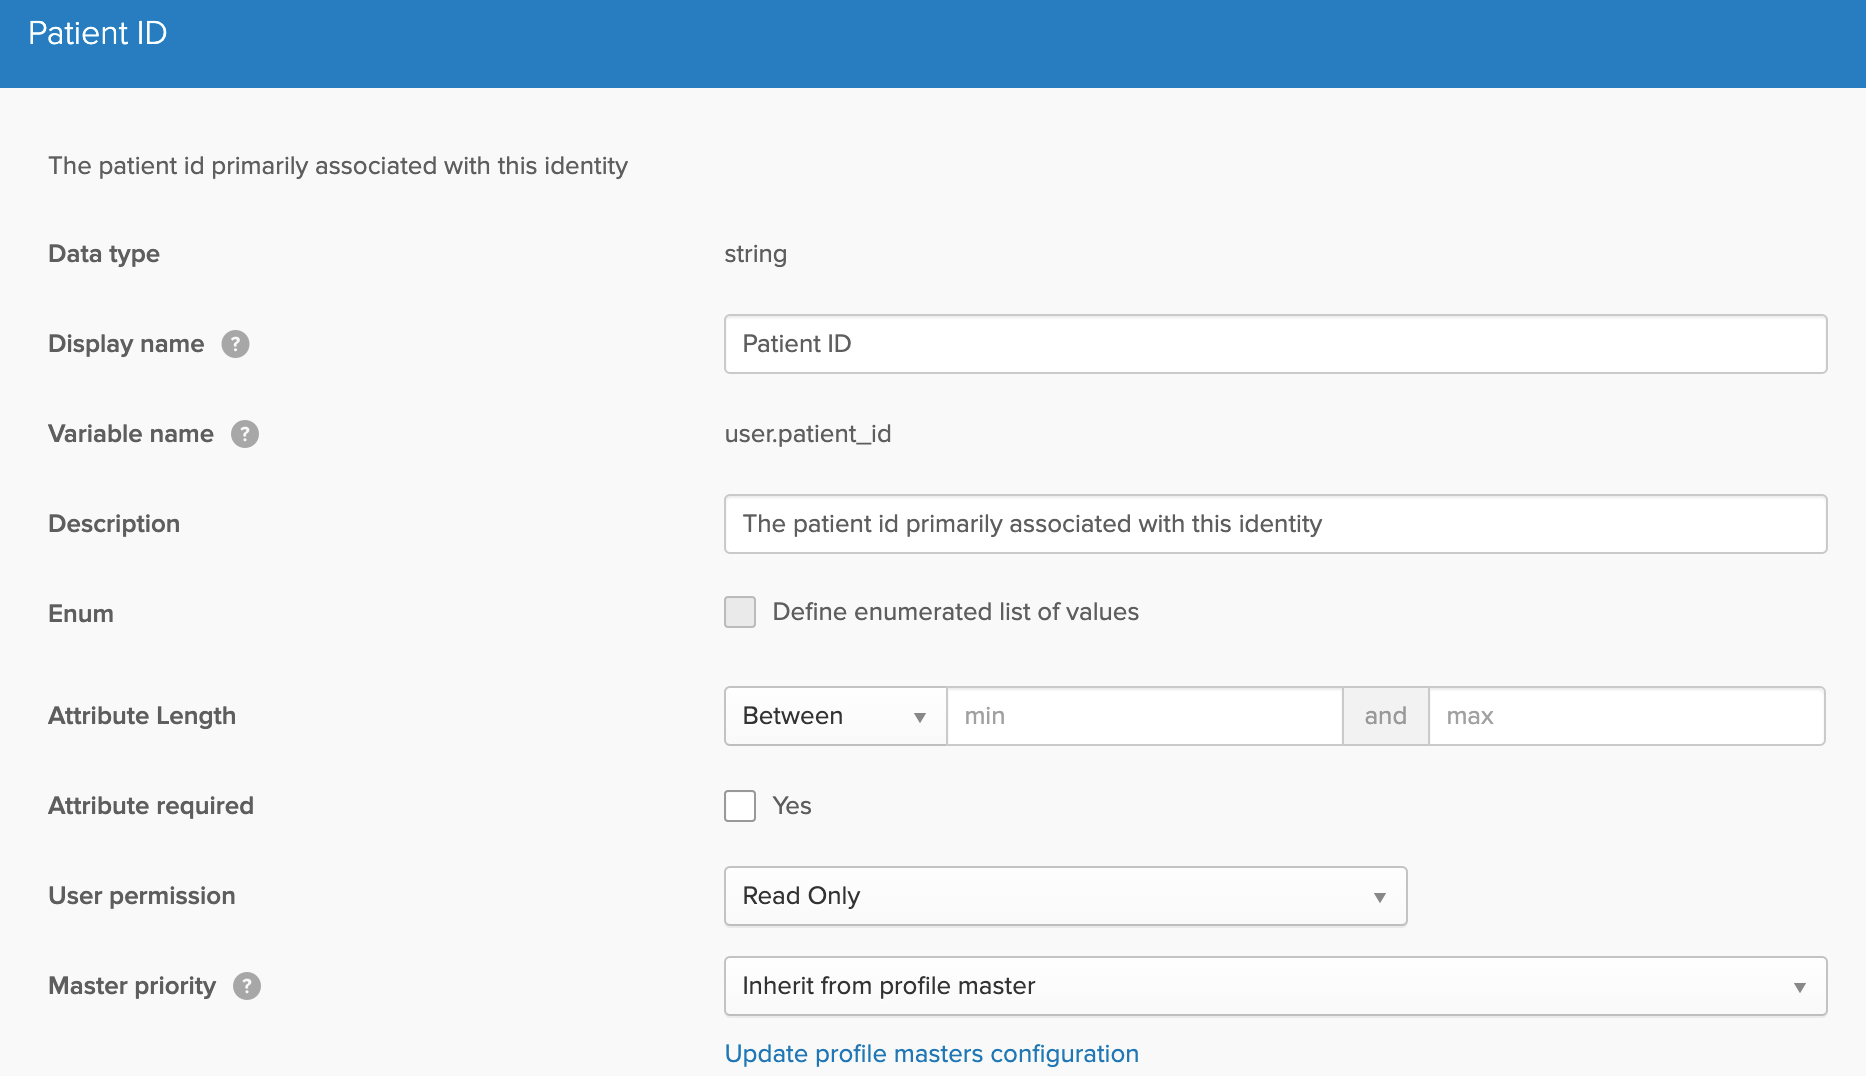 Patient ID
The patient id primarily associated with this identity
Data type string
Display name ? Patient ID
Variable name ? user.patient_id
Description The patient id primarily associated with this identity
Enum Define enumerated list of values
Attribute Length Between ▼ min and max
Attribute required Yes
User permission Read Only ▼
Master priority ? Inherit from profile master ▼
Update profile masters configuration